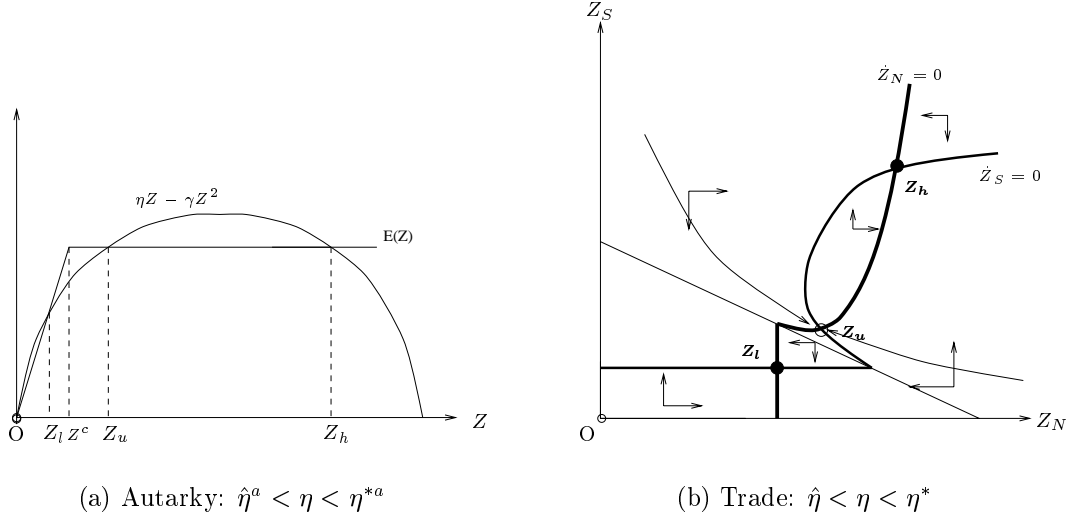 ηZ − γZ²
E(Z)
O
Z_l
Z^c
Z_u
Z_h
Z
(a) Autarky: η̂^a < η < η^{*a}
Z_S
Ż_N = 0
Ż_S = 0
Z_h
Z_u
Z_l
O
Z_N
(b) Trade: η̂ < η < η^*